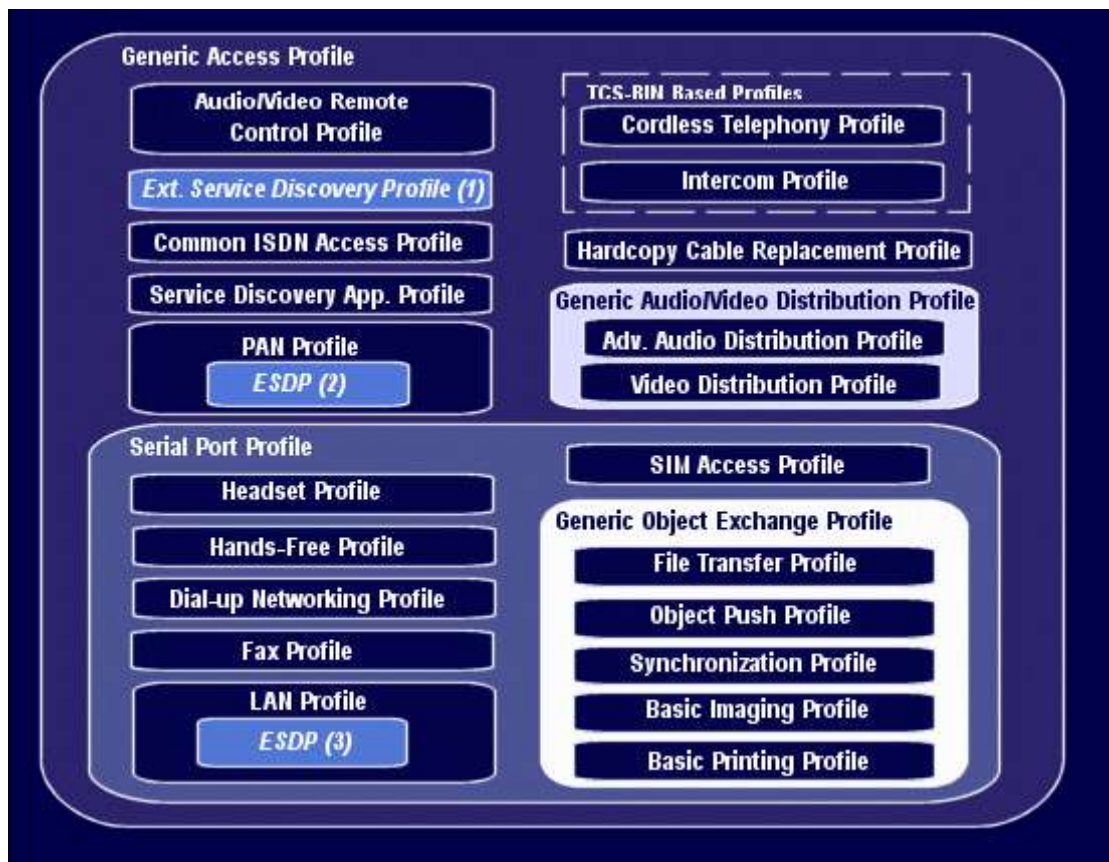 Generic Access Profile
Audio/Video Remote
Control Profile
Ext. Service Discovery Profile (1)
Common ISDN Access Profile
Service Discovery App. Profile
PAN Profile
ESDP (2)
TCS-BIN Based Profiles
Cordless Telephony Profile
Intercom Profile
Hardcopy Cable Replacement Profile
Generic Audio/Video Distribution Profile
Adv. Audio Distribution Profile
Video Distribution Profile
Serial Port Profile
Headset Profile
Hands-Free Profile
Dial-up Networking Profile
Fax Profile
LAN Profile
ESDP (3)
SIM Access Profile
Generic Object Exchange Profile
File Transfer Profile
Object Push Profile
Synchronization Profile
Basic Imaging Profile
Basic Printing Profile